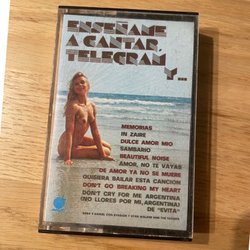 ENSEÑAME
A CANTAR,
TELEGRAM
Y...
MEMORIAS
IN ZAIRE
DULCE AMOR MIO
SAMBARIO
BEAUTIFUL NOISE
AMOR, NO TE VAYAS
DE AMOR YA NO SE MUERE
QUISIERA BAILAR ESTA CANCION
DON'T GO BREAKING MY HEART
DON'T CRY FOR ME ARGENTINA
(NO LLORES POR MI, ARGENTINA)
DE "EVITA"